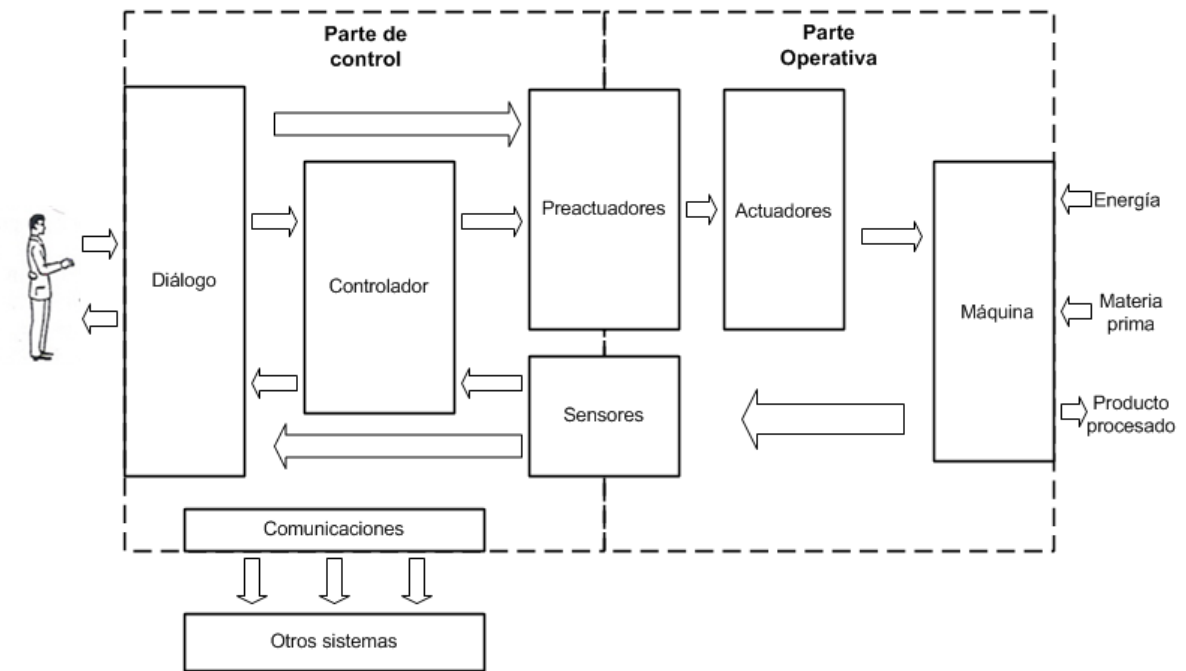 Parte de
control
Parte
Operativa
Diálogo
Controlador
Preactuadores
Actuadores
Sensores
Máquina
Energía
Materia
prima
Producto
procesado
Comunicaciones
Otros sistemas